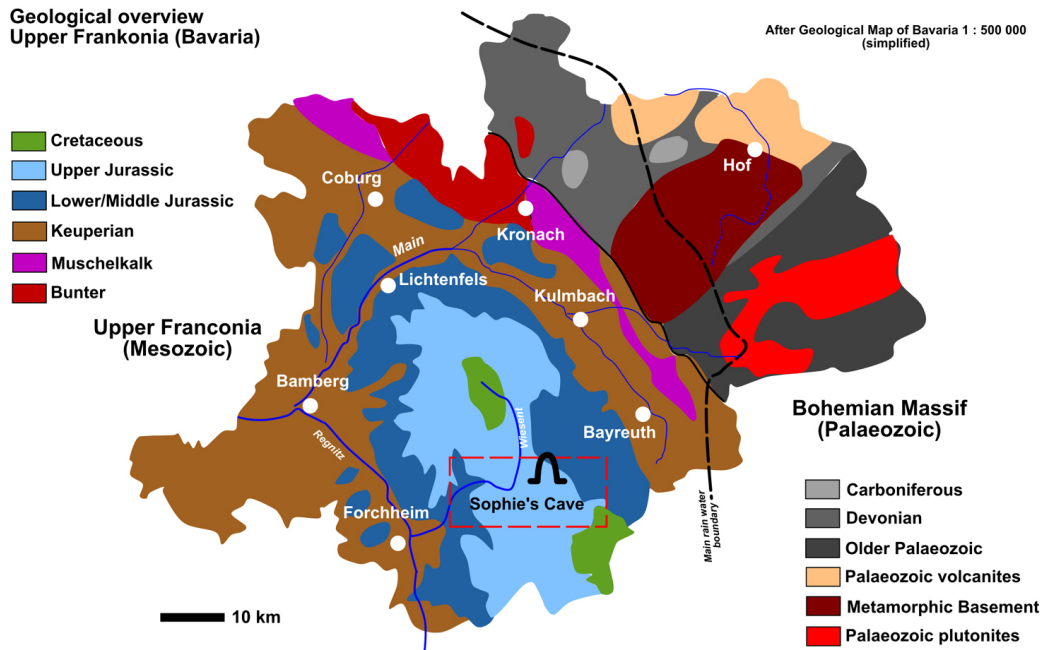 Geological overview
Upper Frankonia (Bavaria)
After Geological Map of Bavaria 1 : 500 000
(simplified)
Cretaceous
Upper Jurassic
Lower/Middle Jurassic
Keuperian
Muschelkalk
Bunter
Upper Franconia
(Mesozoic)
Coburg
Main
Kronach
Hof
Lichtenfels
Kulmbach
Bamberg
Regnitz
Wiesent
Bayreuth
Sophie's Cave
Forchheim
Main rain water
boundary
10 km
Bohemian Massif
(Palaeozoic)
Carboniferous
Devonian
Older Palaeozoic
Palaeozoic volcanites
Metamorphic Basement
Palaeozoic plutonites